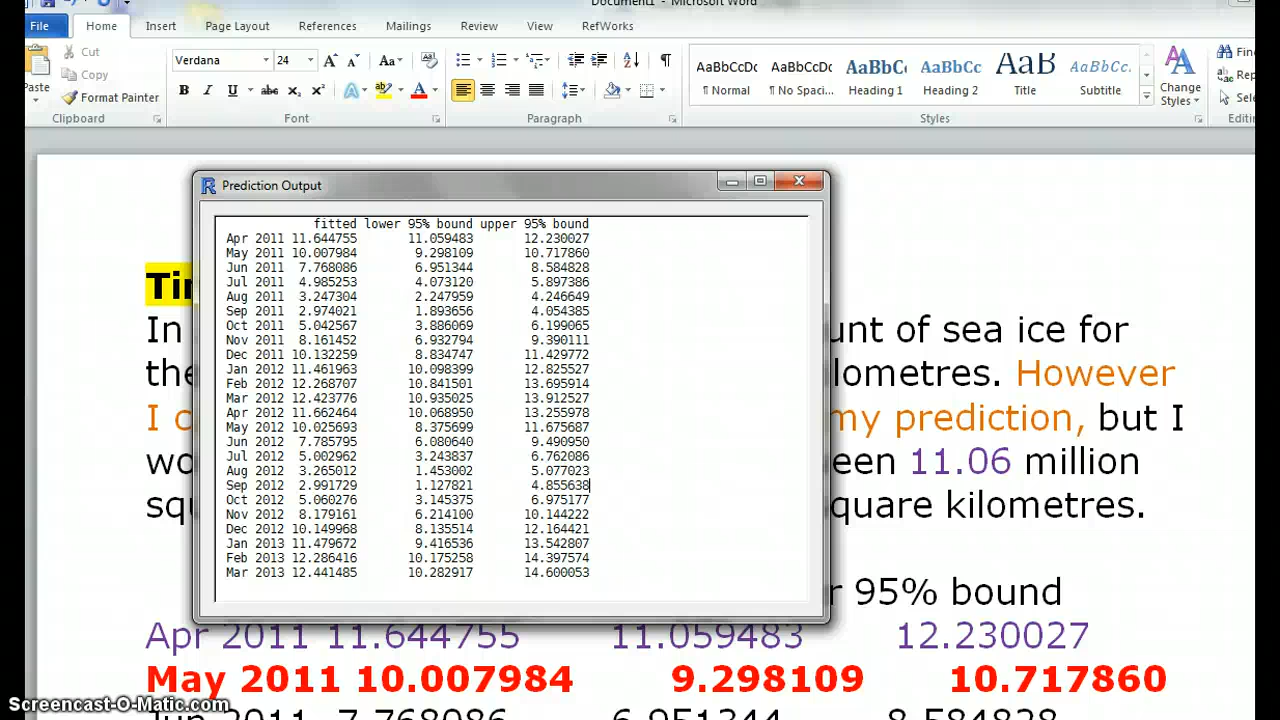 Document1 - Microsoft Word
File Home Insert Page Layout References Mailings Review View RefWorks
Cut
Copy
Paste
Format Painter
Clipboard
Verdana 24
Font
Paragraph
AaBbCcDc AaBbCcDc AaBbC AaBbCc AaB AaBbCc.
¶ Normal ¶ No Spaci... Heading 1 Heading 2 Title Subtitle
Change
Styles
Styles
Prediction Output
fitted lower 95% bound upper 95% bound
Apr 2011 11.644755 11.059483 12.230027
May 2011 10.007984 9.298109 10.717860
Jun 2011 7.768086 6.951344 8.584828
Jul 2011 4.985253 4.073120 5.897386
Aug 2011 3.247304 2.247959 4.246649
Sep 2011 2.974021 1.893656 4.054385
Oct 2011 5.042567 3.886069 6.199065
Nov 2011 8.161452 6.932794 9.390111
Dec 2011 10.132259 8.834747 11.429772
Jan 2012 11.461963 10.098399 12.825527
Feb 2012 12.268707 10.841501 13.695914
Mar 2012 12.423776 10.935025 13.912527
Apr 2012 11.662464 10.068950 13.255978
May 2012 10.025693 8.375699 11.675687
Jun 2012 7.785795 6.080640 9.490950
Jul 2012 5.002962 3.243837 6.762086
Aug 2012 3.265012 1.453002 5.077023
Sep 2012 2.991729 1.127821 4.855638
Oct 2012 5.060276 3.145375 6.975177
Nov 2012 8.179161 6.214100 10.144222
Dec 2012 10.149968 8.135514 12.164421
Jan 2013 11.479672 9.416536 13.542807
Feb 2013 12.286416 10.175258 14.397574
Mar 2013 12.441485 10.282917 14.600053
In unt of sea ice for
the lometres. However
I my prediction, but I
een 11.06 million
quare kilometres.
95% bound
Apr 2011 11.644755 11.059483 12.230027
May 2011 10.007984 9.298109 10.717860
Jun 2011 7.768086 6.951344 8.584828
Screencast-O-Matic.com